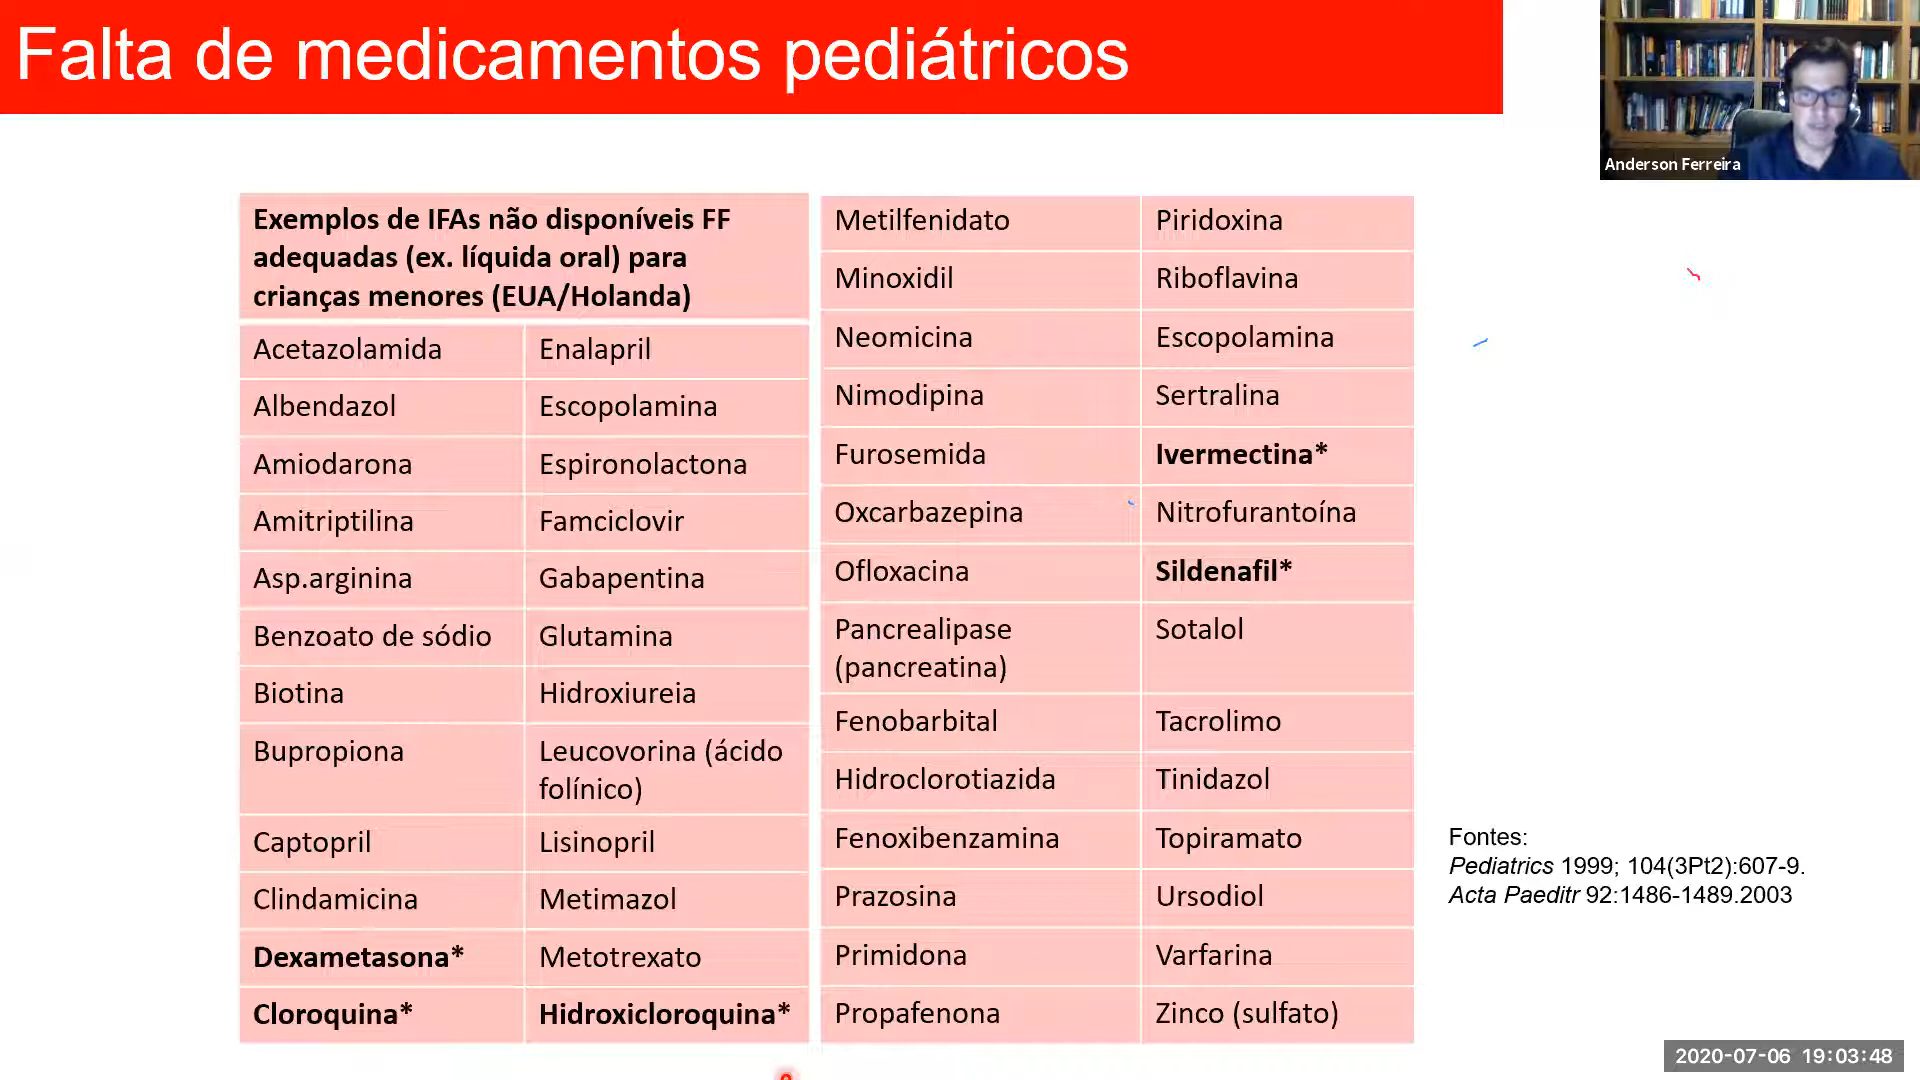 Falta de medicamentos pediátricos
Anderson Ferreira
Exemplos de IFAs não disponíveis FF
adequadas (ex. líquida oral) para
crianças menores (EUA/Holanda)
Acetazolamida Enalapril
Albendazol Escopolamina
Amiodarona Espironolactona
Amitriptilina Famciclovir
Asp.arginina Gabapentina
Benzoato de sódio Glutamina
Biotina Hidroxiureia
Bupropiona Leucovorina (ácido
folínico)
Captopril Lisinopril
Clindamicina Metimazol
Dexametasona* Metotrexato
Cloroquina* Hidroxicloroquina*
Metilfenidato Piridoxina
Minoxidil Riboflavina
Neomicina Escopolamina
Nimodipina Sertralina
Furosemida Ivermectina*
Oxcarbazepina Nitrofurantoína
Ofloxacina Sildenafil*
Pancrealipase Sotalol
(pancreatina)
Fenobarbital Tacrolimo
Hidroclorotiazida Tinidazol
Fenoxibenzamina Topiramato
Prazosina Ursodiol
Primidona Varfarina
Propafenona Zinco (sulfato)
Fontes:
Pediatrics 1999; 104(3Pt2):607-9.
Acta Paeditr 92:1486-1489.2003
2020-07-06 19:03:48